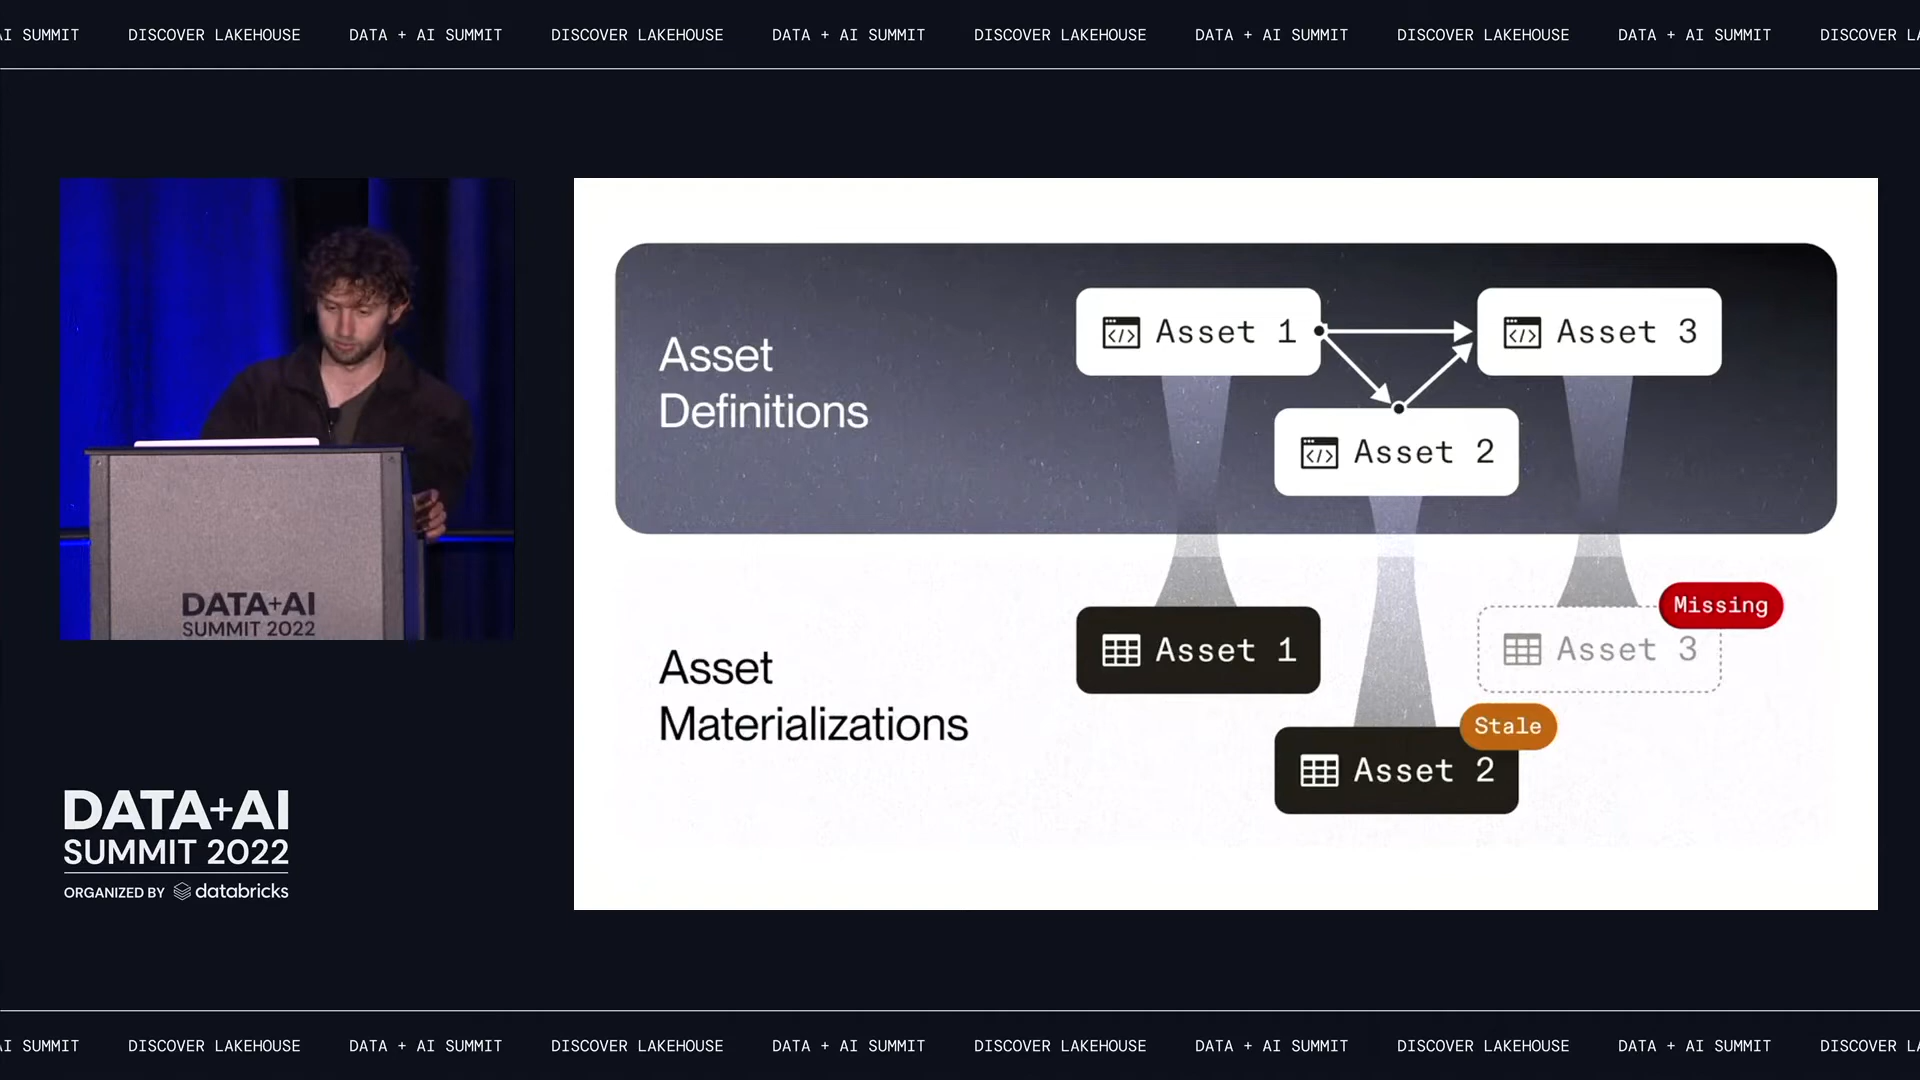 AI SUMMIT DISCOVER LAKEHOUSE DATA + AI SUMMIT DISCOVER LAKEHOUSE DATA + AI SUMMIT DISCOVER LAKEHOUSE DATA + AI SUMMIT DISCOVER LAKEHOUSE DATA + AI SUMMIT DISCOVER LA
DATA+AI
SUMMIT 2022
DATA+AI
SUMMIT 2022
ORGANIZED BY databricks
Asset
Definitions
Asset 1
Asset 3
Asset 2
Asset
Materializations
Asset 1
Missing
Asset 3
Stale
Asset 2
AI SUMMIT DISCOVER LAKEHOUSE DATA + AI SUMMIT DISCOVER LAKEHOUSE DATA + AI SUMMIT DISCOVER LAKEHOUSE DATA + AI SUMMIT DISCOVER LAKEHOUSE DATA + AI SUMMIT DISCOVER LA